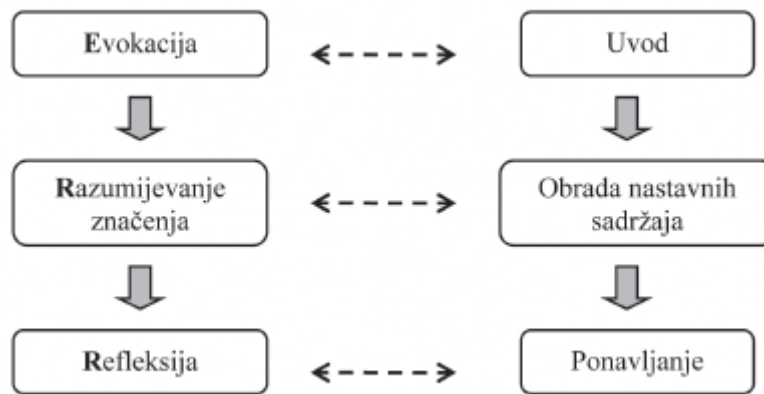 Evokacija
Uvod
Razumijevanje
značenja
Obrada nastavnih
sadržaja
Refleksija
Ponavljanje